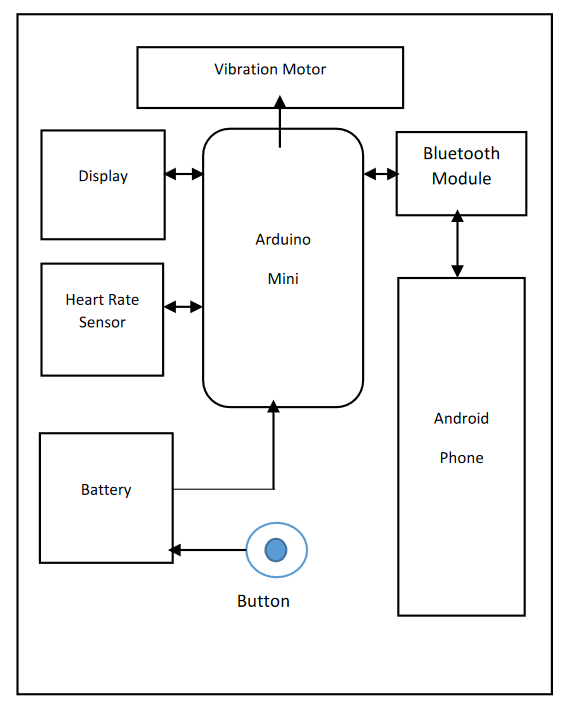 Vibration Motor
Display
Bluetooth
Module
Arduino
Mini
Heart Rate
Sensor
Android
Phone
Battery
Button